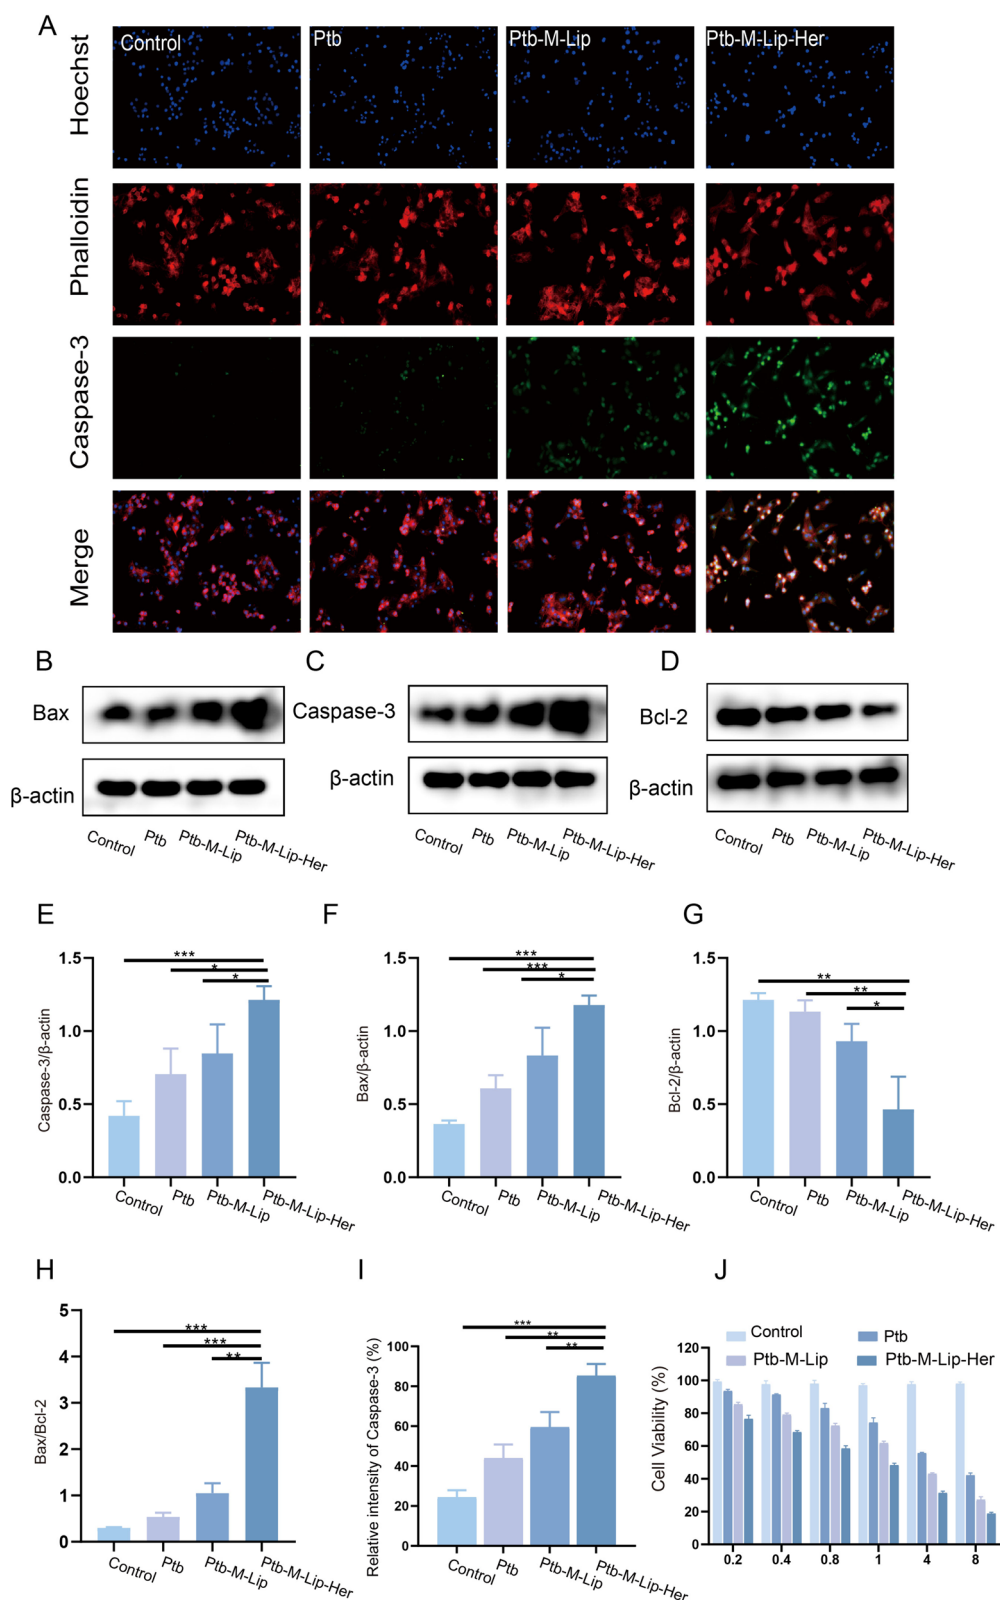 A
Control
Ptb
Ptb-M-Lip
Ptb-M-Lip-Her
Hoechst
Phalloidin
Caspase-3
Merge
B
Bax
β-actin
Control
Ptb
Ptb-M-Lip
Ptb-M-Lip-Her
C
Caspase-3
β-actin
Control
Ptb
Ptb-M-Lip
Ptb-M-Lip-Her
D
Bcl-2
β-actin
Control
Ptb
Ptb-M-Lip
Ptb-M-Lip-Her
E
Caspase-3/β-actin
1.5
1.0
0.5
0.0
***
*
*
Control
Ptb
Ptb-M-Lip
Ptb-M-Lip-Her
F
Bax/β-actin
1.5
1.0
0.5
0.0
***
***
*
Control
Ptb
Ptb-M-Lip
Ptb-M-Lip-Her
G
Bcl-2/β-actin
1.5
1.0
0.5
0.0
**
**
*
Control
Ptb
Ptb-M-Lip
Ptb-M-Lip-Her
H
Bax/Bcl-2
5
4
3
2
1
0
***
***
**
Control
Ptb
Ptb-M-Lip
Ptb-M-Lip-Her
I
Relative intensity of Caspase-3 (%)
100
80
60
40
20
0
***
**
**
Control
Ptb
Ptb-M-Lip
Ptb-M-Lip-Her
J
Control
Ptb
Ptb-M-Lip
Ptb-M-Lip-Her
Cell Viability (%)
120
100
80
60
40
20
0
0.2 0.4 0.8 1 4 8